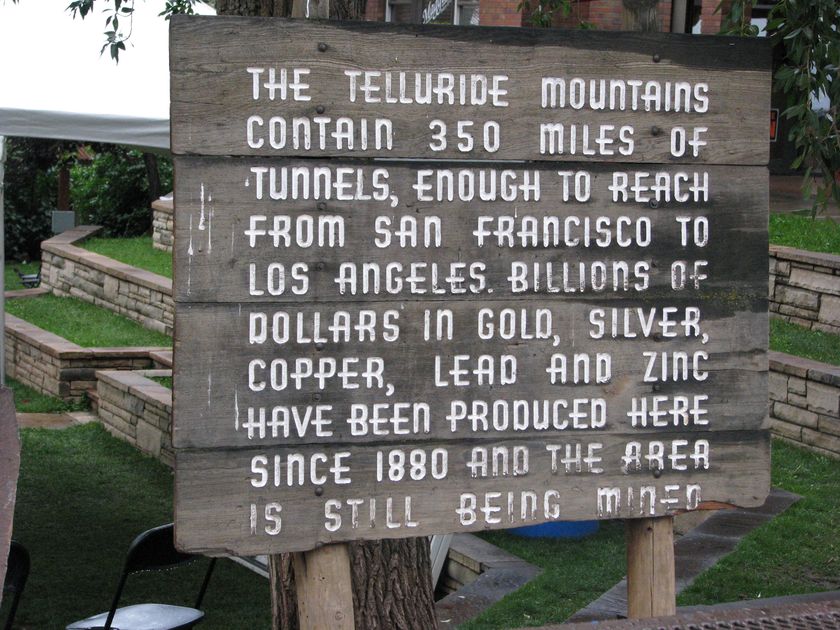 THE TELLURIDE MOUNTAINS
CONTAIN 350 MILES OF
TUNNELS, ENOUGH TO REACH
FROM SAN FRANCISCO TO
LOS ANGELES. BILLIONS OF
DOLLARS IN GOLD, SILVER,
COPPER, LEAD AND ZINC
HAVE BEEN PRODUCED HERE
SINCE 1880 AND THE AREA
IS STILL BEING MINED